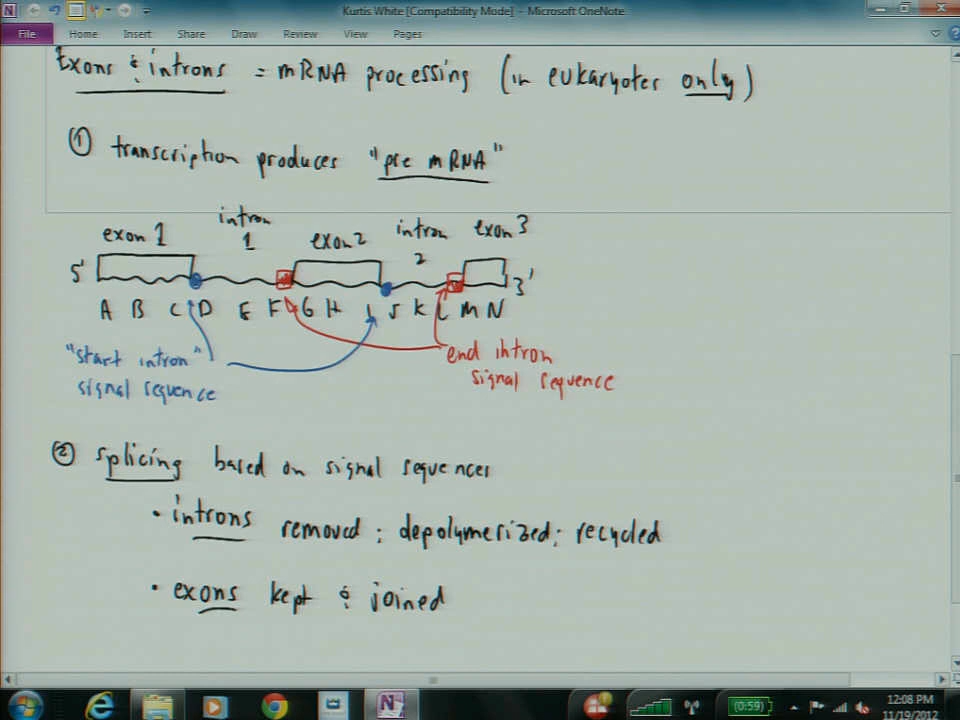 Kurtis White [Compatibility Mode] - Microsoft OneNote
File Home Insert Share Draw Review View Pages
Exons & introns = mRNA processing (in eukaryotes only)
① transcription produces "pre mRNA"
exon 1 intron 1 exon 2 intron 2 exon 3
5' 3'
A B C D E F G H I J K L M N
"start intron" signal sequence
end intron signal sequence
② splicing based on signal sequences
• introns removed; depolymerized; recycled
• exons kept & joined
(0:59)
12:08 PM
11/19/2012